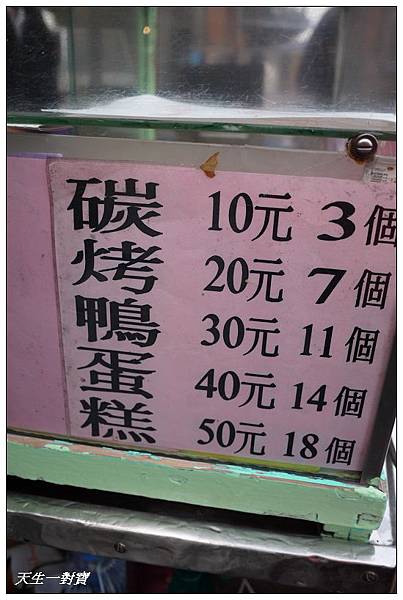 碳烤鴨蛋糕
10元 3個
20元 7個
30元 11個
40元 14個
50元 18個
天生一對寶